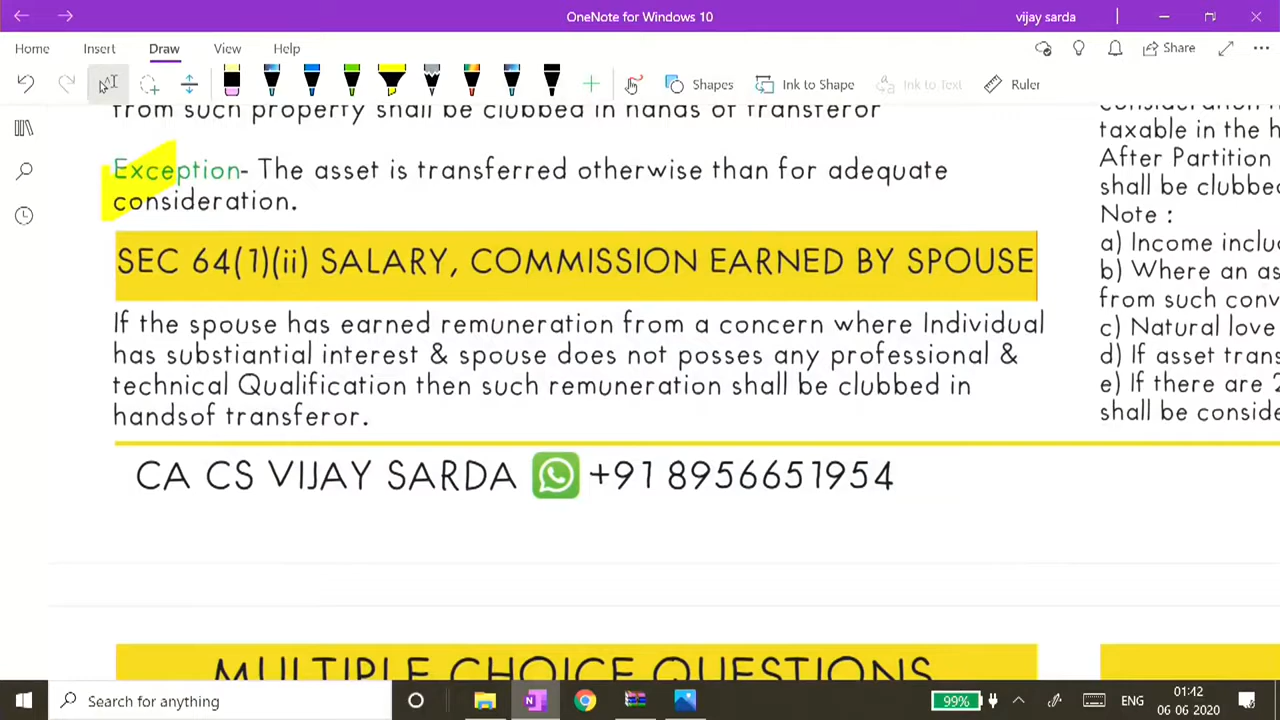 OneNote for Windows 10
vijay sarda
Home
Insert
Draw
View
Help
Share
Shapes
Ink to Shape
Ink to Text
Ruler
from such property shall be clubbed in hands of transferor
Exception- The asset is transferred otherwise than for adequate
consideration.
SEC 64(1)(ii) SALARY, COMMISSION EARNED BY SPOUSE
If the spouse has earned remuneration from a concern where Individual
has substiantial interest & spouse does not posses any professional &
technical Qualification then such remuneration shall be clubbed in
handsof transferor.
CA CS VIJAY SARDA +91 8956651954
MULTIPLE CHOICE QUESTIONS
taxable in the h
After Partition
shall be clubbed
Note :
a) Income inclu
b) Where an as
from such conv
c) Natural love
d) If asset trans
e) If there are 2
shall be conside
Search for anything
99%
ENG
01:42
06-06-2020